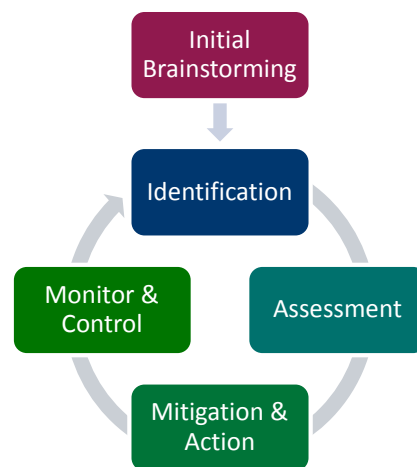 Initial
Brainstorming
Identification
Monitor &
Control
Assessment
Mitigation &
Action